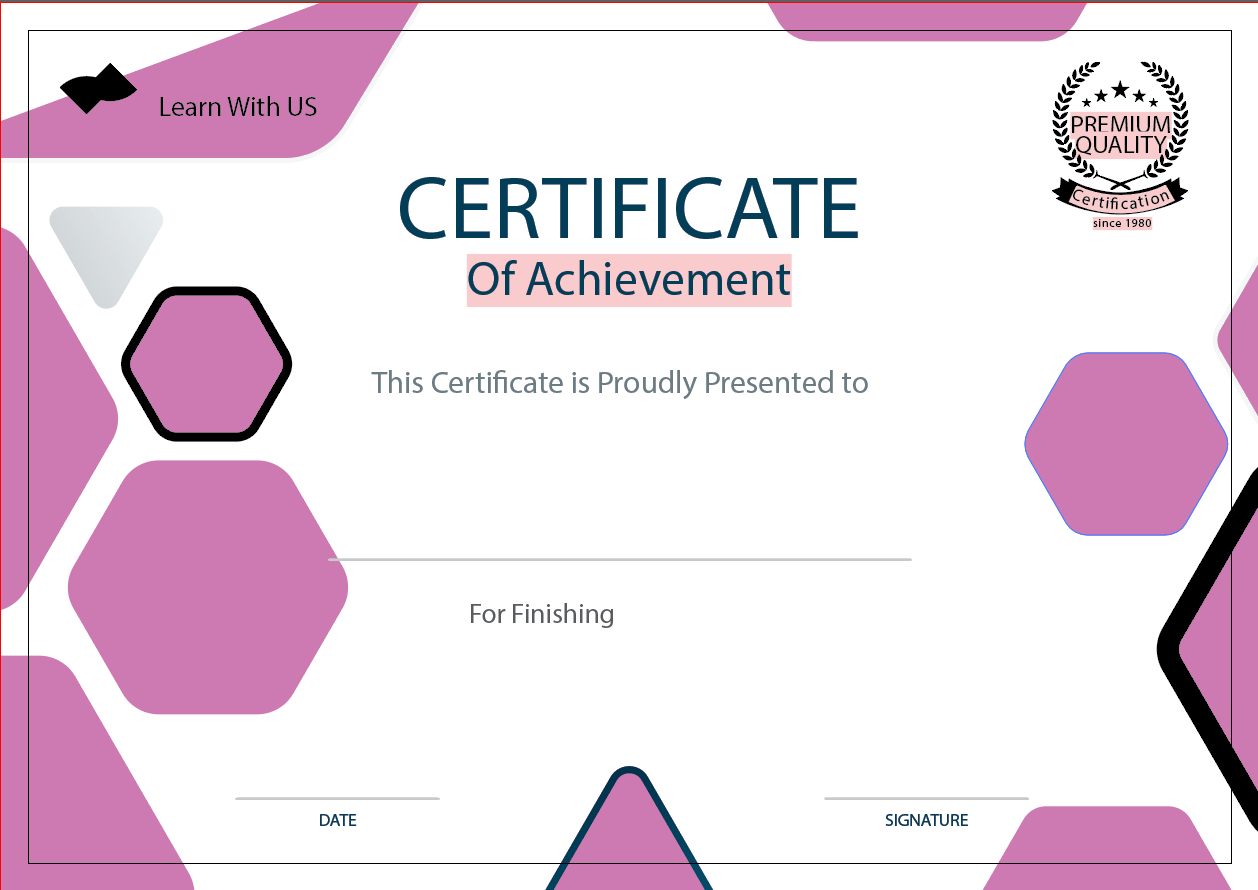 Learn With US
PREMIUM
QUALITY
Certification
since 1980
CERTIFICATE
Of Achievement
This Certificate is Proudly Presented to
For Finishing
DATE
SIGNATURE